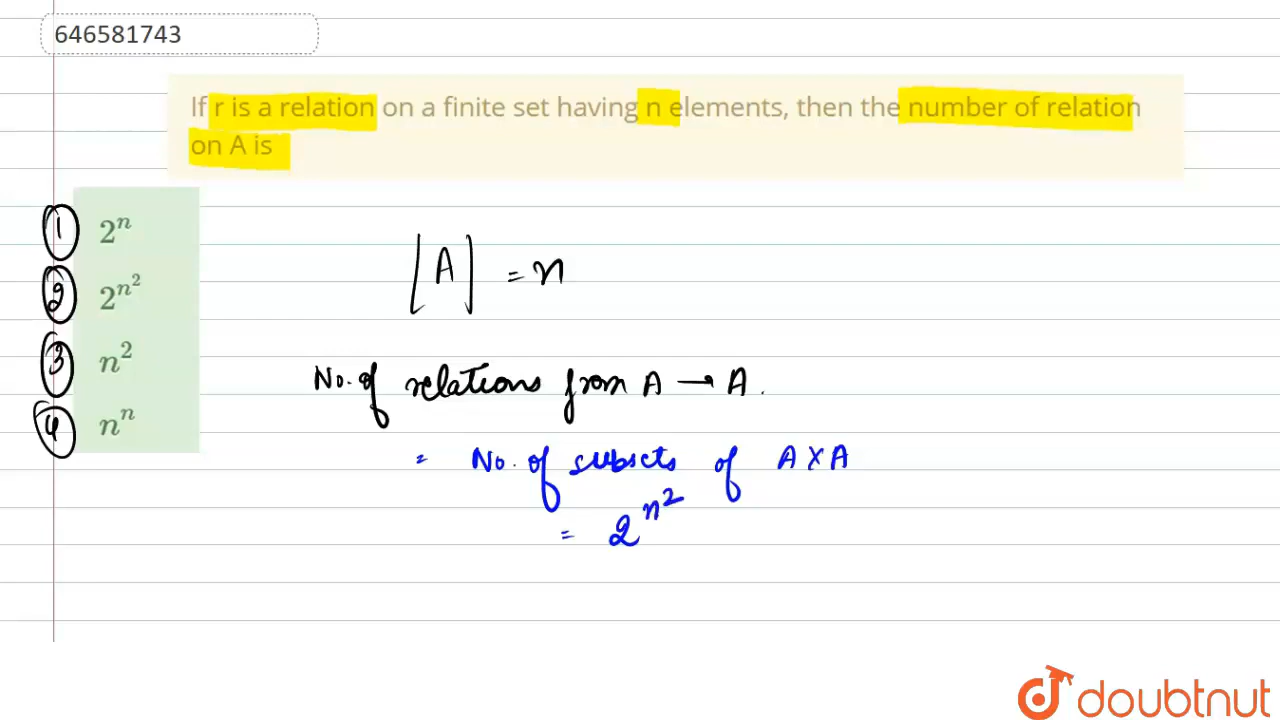 646581743
If r is a relation on a finite set having n elements, then the number of relation
on A is
1 2^n
2 2^{n^2}
3 n^2
4 n^n
|A| = n
No. of relations from A → A.
= No. of subsets of A×A
= 2^{n^2}
doubtnut